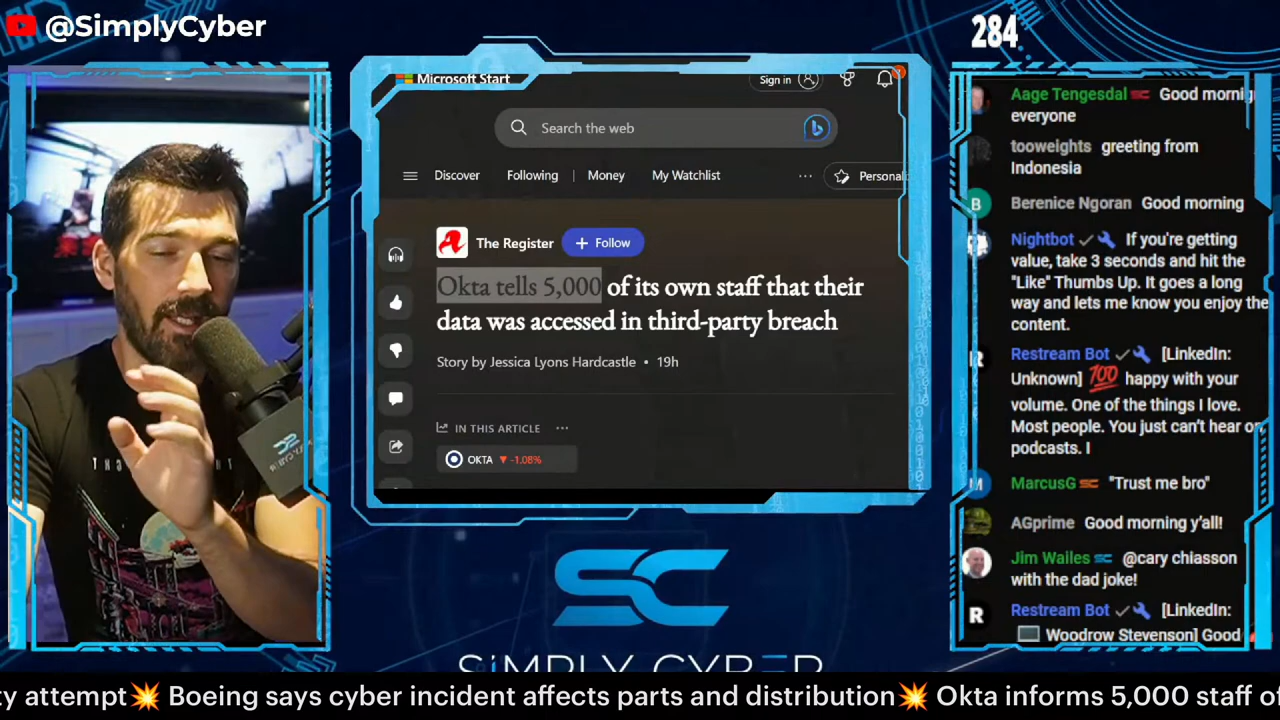 @SimplyCyber
284
Microsoft Start
Sign in
Search the web
Discover
Following
Money
My Watchlist
Personal
The Register
+ Follow
Okta tells 5,000 of its own staff that their
data was accessed in third-party breach
Story by Jessica Lyons Hardcastle • 19h
IN THIS ARTICLE
OKTA ▼ -1.08%
SC
SIMPLY CYBER
Aage Tengesdal Good mornig
everyone
tooweights greeting from
Indonesia
B Berenice Ngoran Good morning
Nightbot If you're getting
value, take 3 seconds and hit the
"Like" Thumbs Up. It goes a long
way and lets me know you enjoy the
content.
R Restream Bot [LinkedIn:
Unknown] 💯 happy with your
volume. One of the things I love.
Most people. You just can't hear on
podcasts. I
M MarcusG "Trust me bro"
AGprime Good morning y'all!
Jim Wailes @cary chiasson
with the dad joke!
R Restream Bot [LinkedIn:
Woodrow Stevenson] Good
ty attempt💥 Boeing says cyber incident affects parts and distribution💥 Okta informs 5,000 staff of